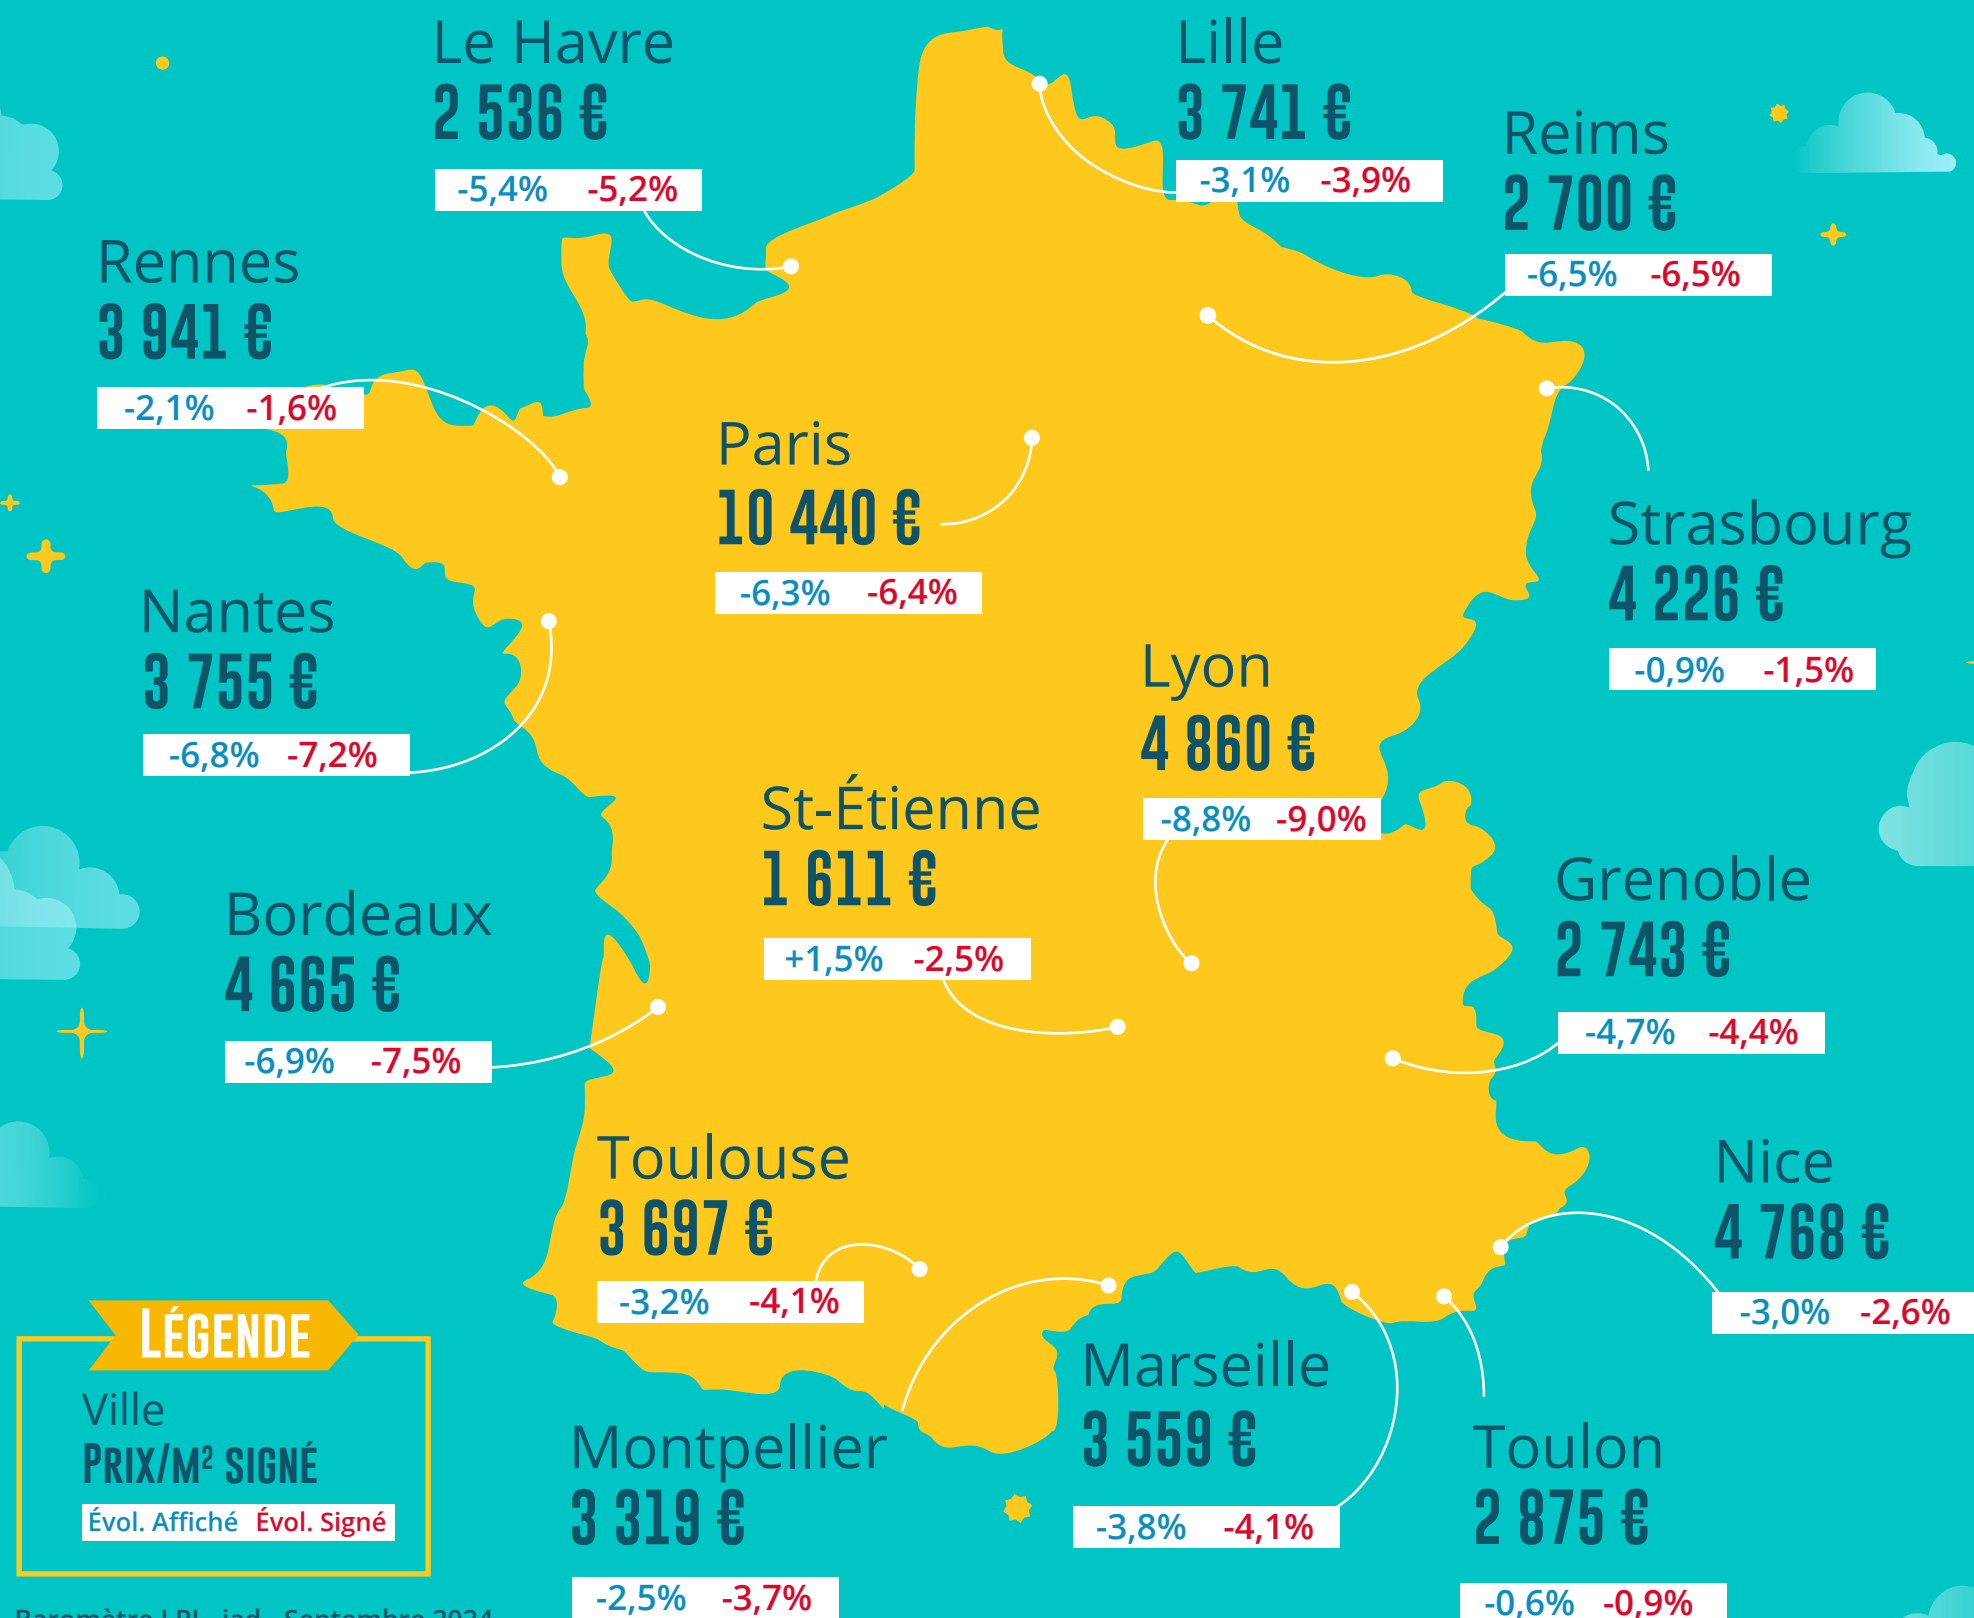 Le Havre
2 536 €
-5,4% -5,2%
Lille
3 741 €
-3,1% -3,9%
Reims
2 700 €
-6,5% -6,5%
Rennes
3 941 €
-2,1% -1,6%
Paris
10 440 €
-6,3% -6,4%
Strasbourg
4 226 €
-0,9% -1,5%
Nantes
3 755 €
-6,8% -7,2%
Lyon
4 860 €
-8,8% -9,0%
St-Étienne
1 611 €
+1,5% -2,5%
Grenoble
2 743 €
-4,7% -4,4%
Bordeaux
4 665 €
-6,9% -7,5%
Toulouse
3 697 €
-3,2% -4,1%
Nice
4 768 €
-3,0% -2,6%
Marseille
3 559 €
-3,8% -4,1%
Montpellier
3 319 €
-2,5% -3,7%
Toulon
2 875 €
-0,6% -0,9%
LÉGENDE
Ville
PRIX/M² SIGNÉ
Évol. Affiché Évol. Signé
Baromètre LPI - iad - Septembre 2024